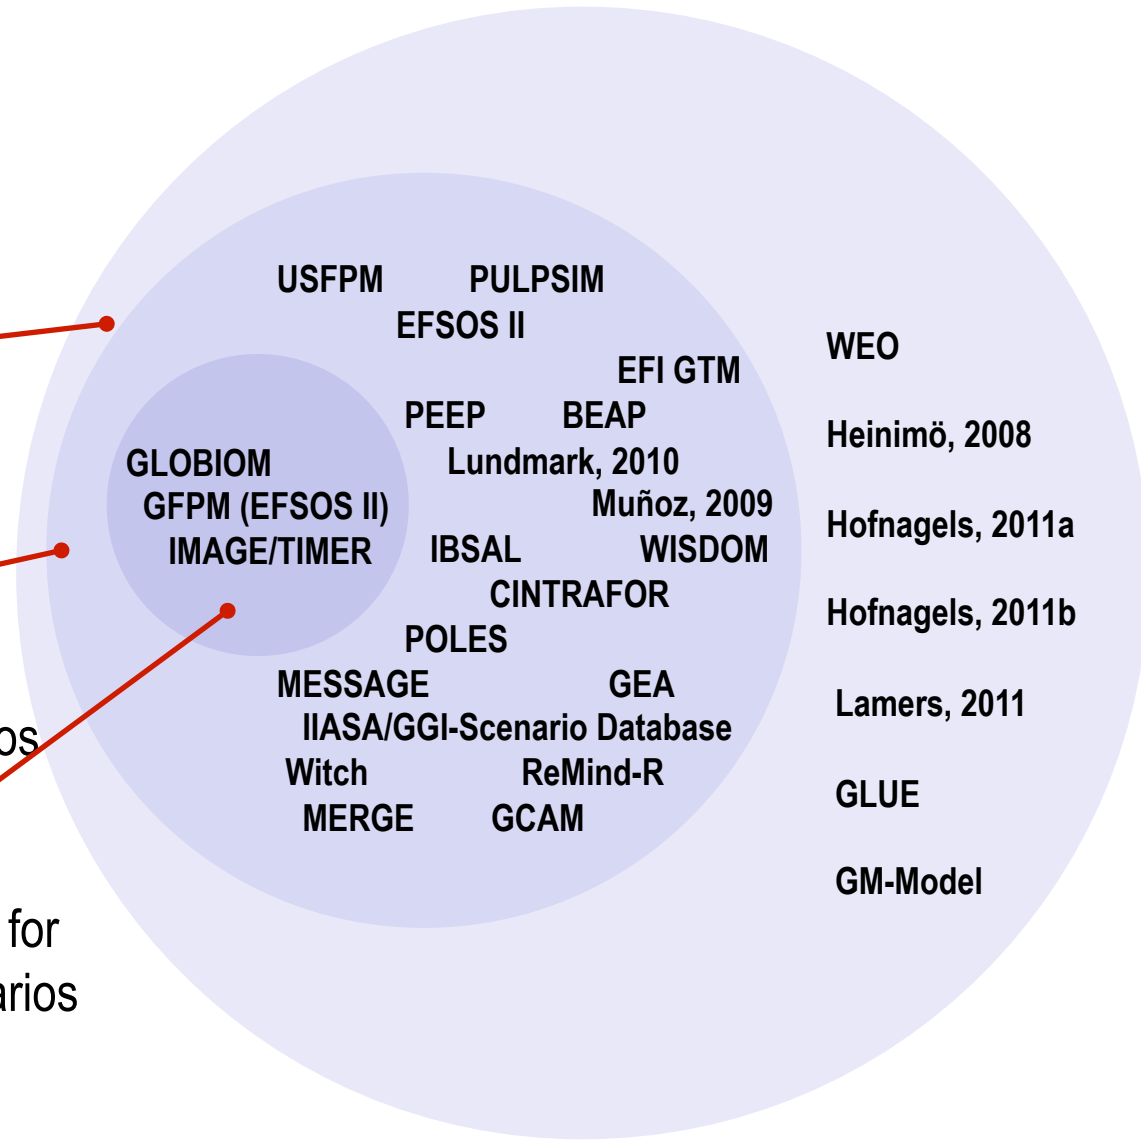 USFPM PULPSIM
EFSOS II
EFI GTM
PEEP BEAP
Lundmark, 2010
Muñoz, 2009
IBSAL WISDOM
CINTRAFOR
POLES
MESSAGE GEA
IIASA/GGI-Scenario Database
Witch ReMind-R
MERGE GCAM
GLOBIOM
GFPM (EFSOS II)
IMAGE/TIMER
WEO
Heinimö, 2008
Hofnagels, 2011a
Hofnagels, 2011b
Lamers, 2011
GLUE
GM-Model
for